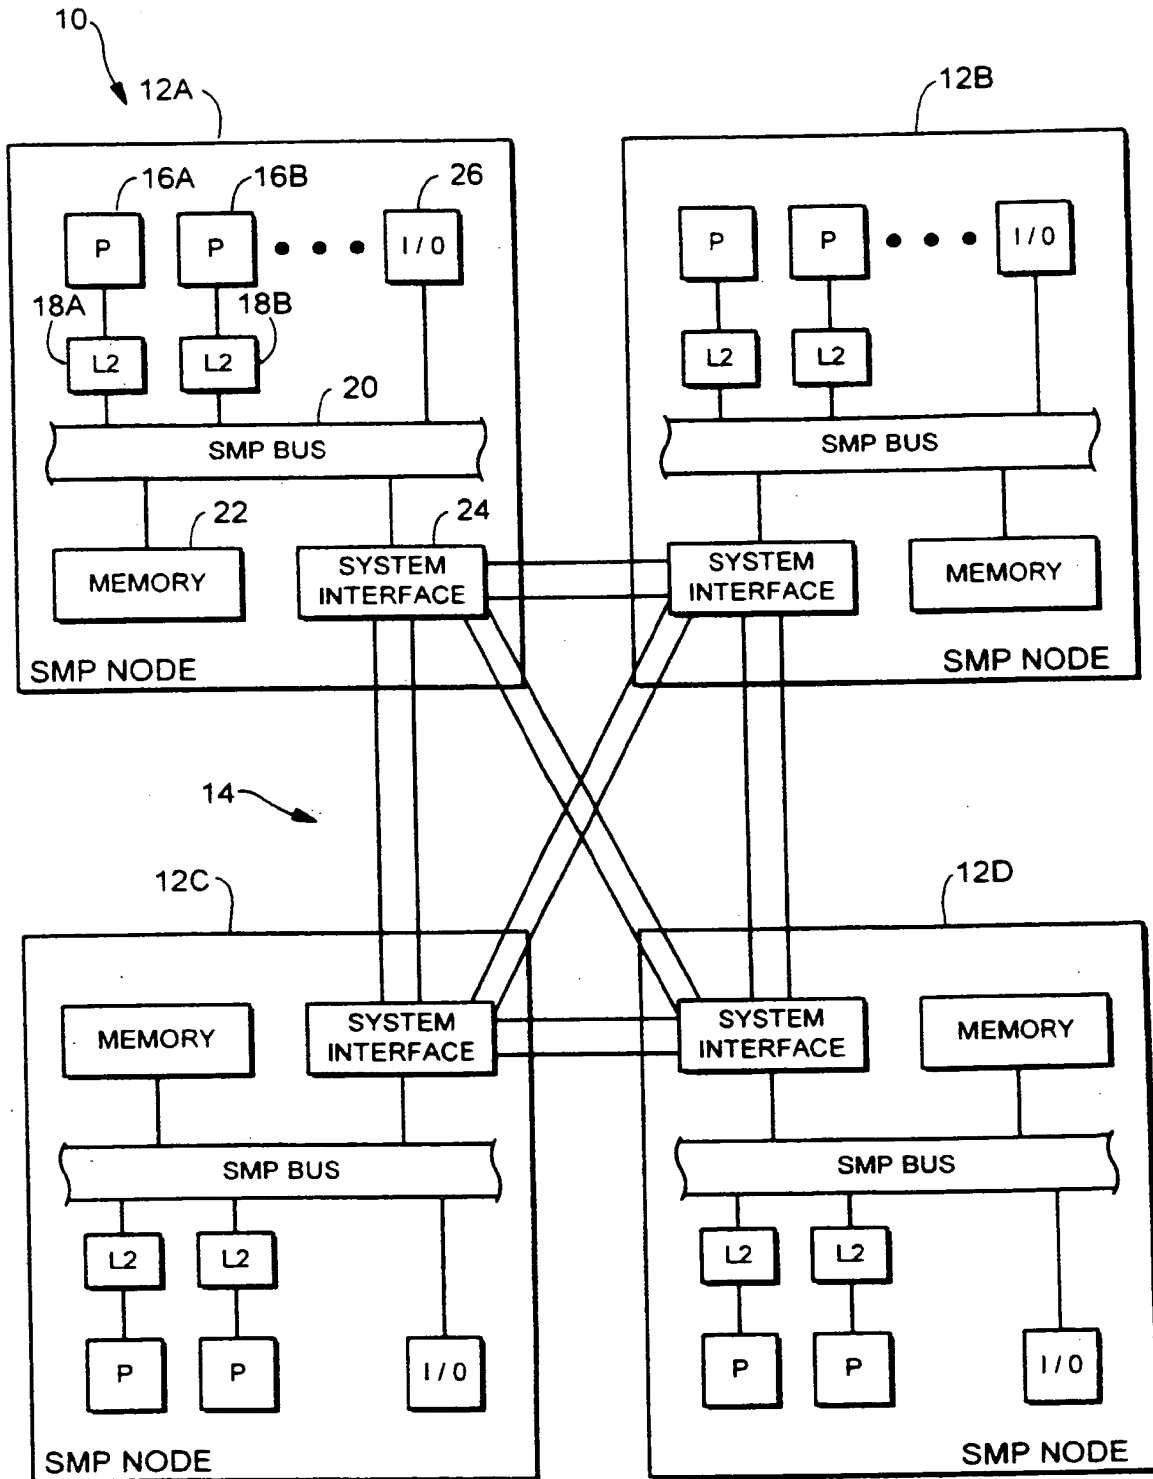 10
12A
12B
16A
16B
26
P
P
I/O
P
P
I/O
18A
18B
L2
L2
L2
L2
20
SMP BUS
SMP BUS
22
24
MEMORY
SYSTEM
INTERFACE
SYSTEM
INTERFACE
MEMORY
SMP NODE
SMP NODE
14
12C
12D
MEMORY
SYSTEM
INTERFACE
SYSTEM
INTERFACE
MEMORY
SMP BUS
SMP BUS
L2
L2
L2
L2
P
P
I/O
P
P
I/O
SMP NODE
SMP NODE